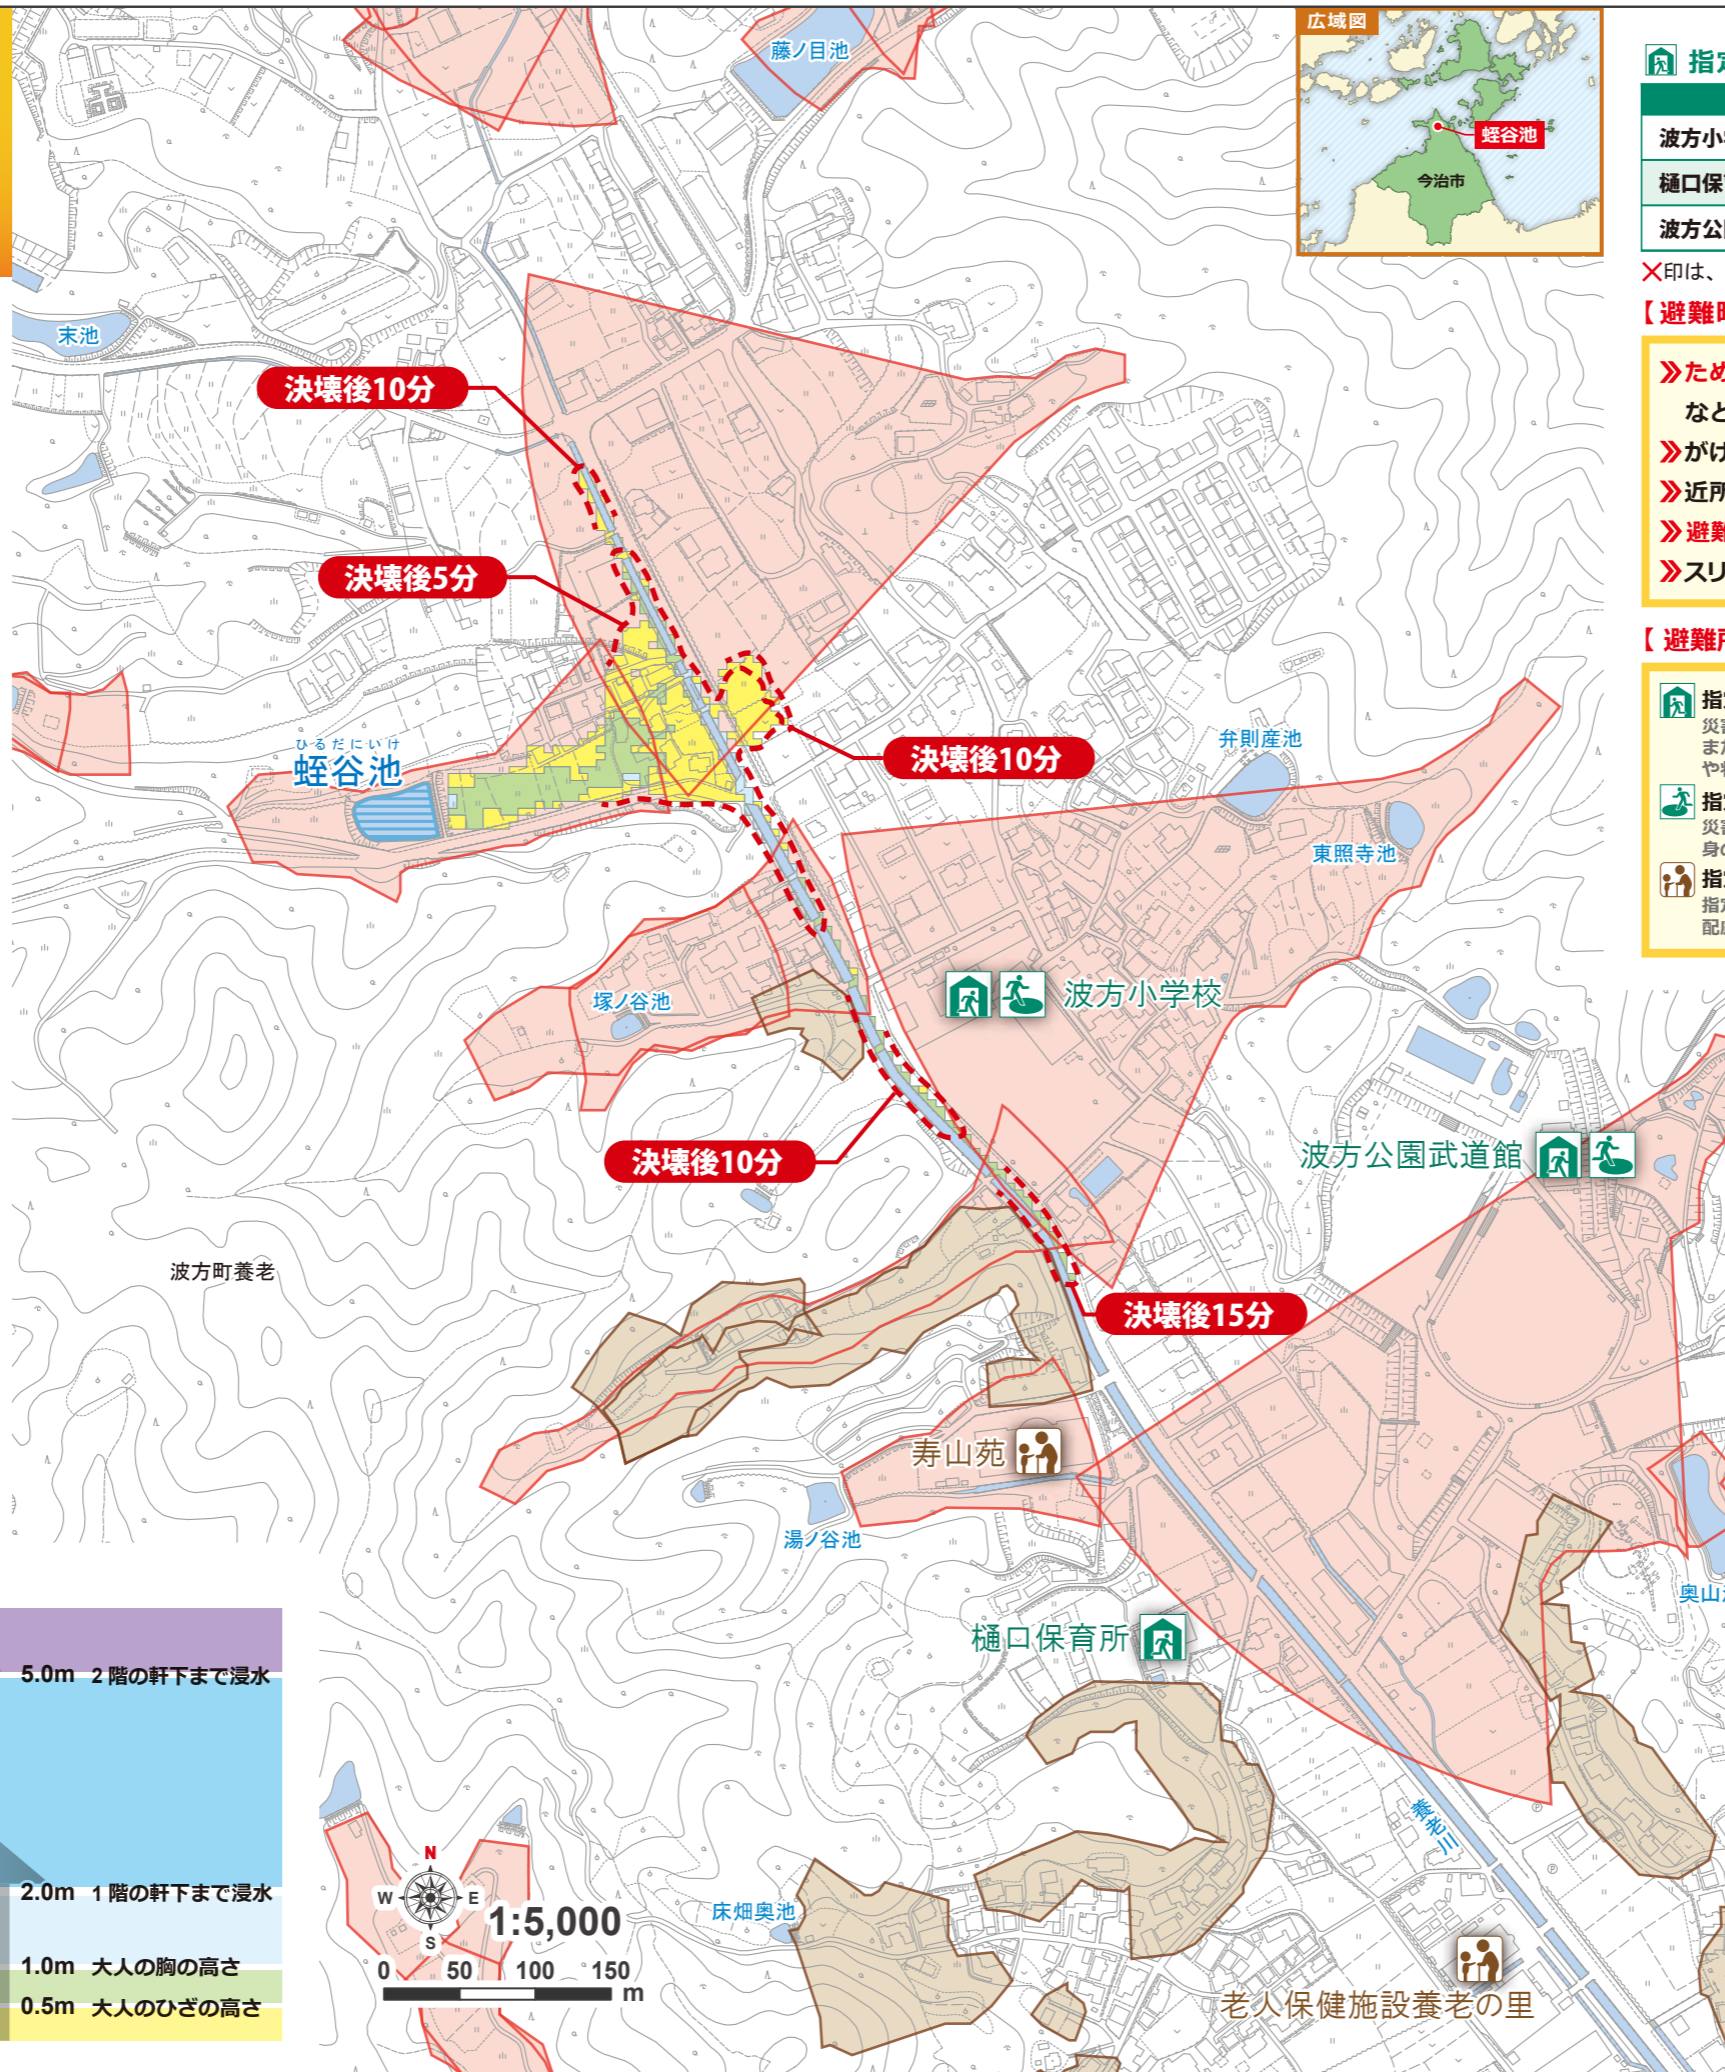 広域図
蛭谷池
今治市
藤ノ目池
末池
決壊後10分
決壊後5分
ひるだにいけ
蛭谷池
決壊後10分
弁則産池
東照寺池
塚ノ谷池
波方小学校
決壊後10分
波方公園武道館
波方町養老
決壊後15分
寿山苑
湯ノ谷池
樋口保育所
奥山
養老川
床畑奥池
老人保健施設養老の里
N
W
E
S
1:5,000
0 50 100 150
m
5.0m 2階の軒下まで浸水
2.0m 1階の軒下まで浸水
1.0m 大人の胸の高さ
0.5m 大人のひざの高さ
指定
波方小
樋口保
波方公
×印は、
【避難時
≫ため
など
≫がけ
≫近所
≫避難
≫スリ
【避難所
指定
災害
また
や
指定
災害
身の
指定
指定
配慮